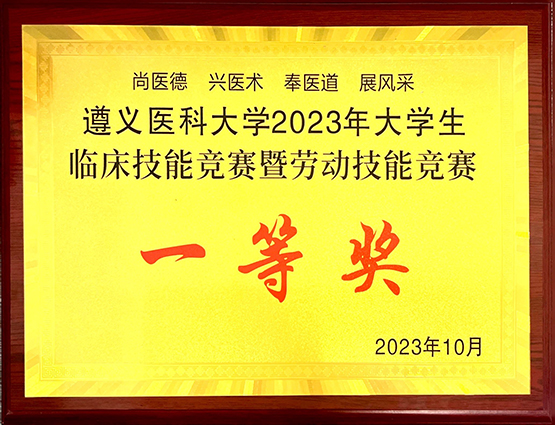 尚医德 兴医术 奉医道 展风采
遵义医科大学2023年大学生
临床技能竞赛暨劳动技能竞赛
一等奖
2023年10月